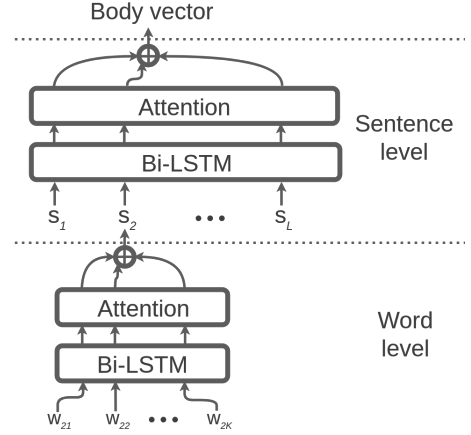 Body vector
Attention
Sentence
level
Bi-LSTM
s1 s2 ••• sL
Attention
Word
level
Bi-LSTM
w21 w22 ••• w2K